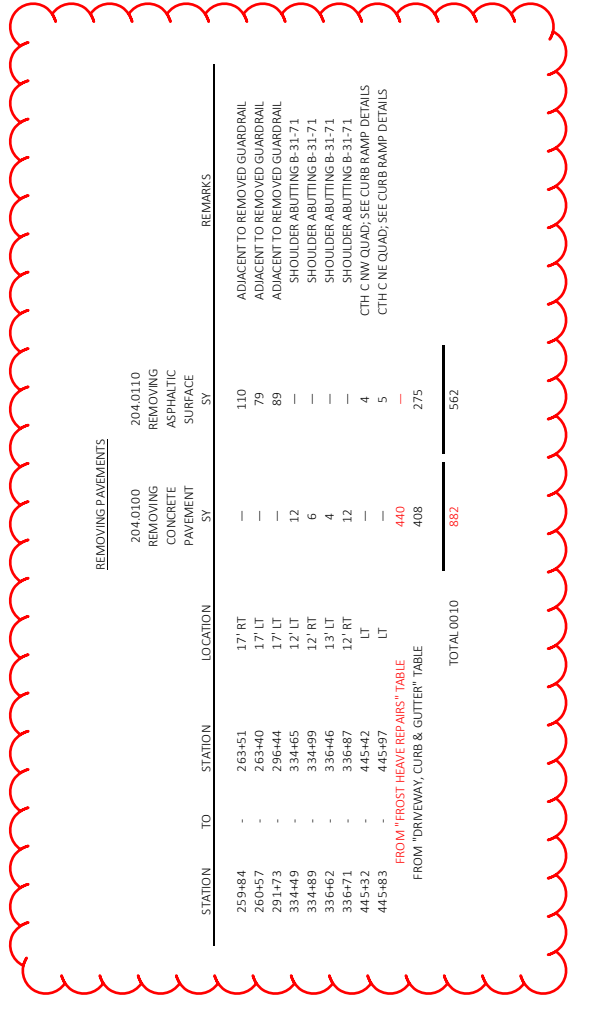 REMOVING PAVEMENTS
204.0100 204.0110
REMOVING REMOVING
CONCRETE ASPHALTIC
PAVEMENT SURFACE
STATION TO STATION LOCATION SY SY REMARKS
259+84 - 263+51 17' RT — 110 ADJACENT TO REMOVED GUARDRAIL
260+57 - 263+40 17' LT — 79 ADJACENT TO REMOVED GUARDRAIL
291+73 - 296+44 17' LT — 89 ADJACENT TO REMOVED GUARDRAIL
334+49 - 334+65 12' LT 12 — SHOULDER ABUTTING B-31-71
334+89 - 334+99 12' RT 6 — SHOULDER ABUTTING B-31-71
336+62 - 336+46 13' LT 4 — SHOULDER ABUTTING B-31-71
336+71 - 336+87 12' RT 12 — SHOULDER ABUTTING B-31-71
445+32 - 445+42 LT — 4 CTH C NW QUAD; SEE CURB RAMP DETAILS
445+83 - 445+97 LT — 5 CTH C NE QUAD; SEE CURB RAMP DETAILS
FROM "FROST HEAVE REPAIRS" TABLE 440 —
FROM "DRIVEWAY, CURB & GUTTER" TABLE 408 275
TOTAL 0010 882 562